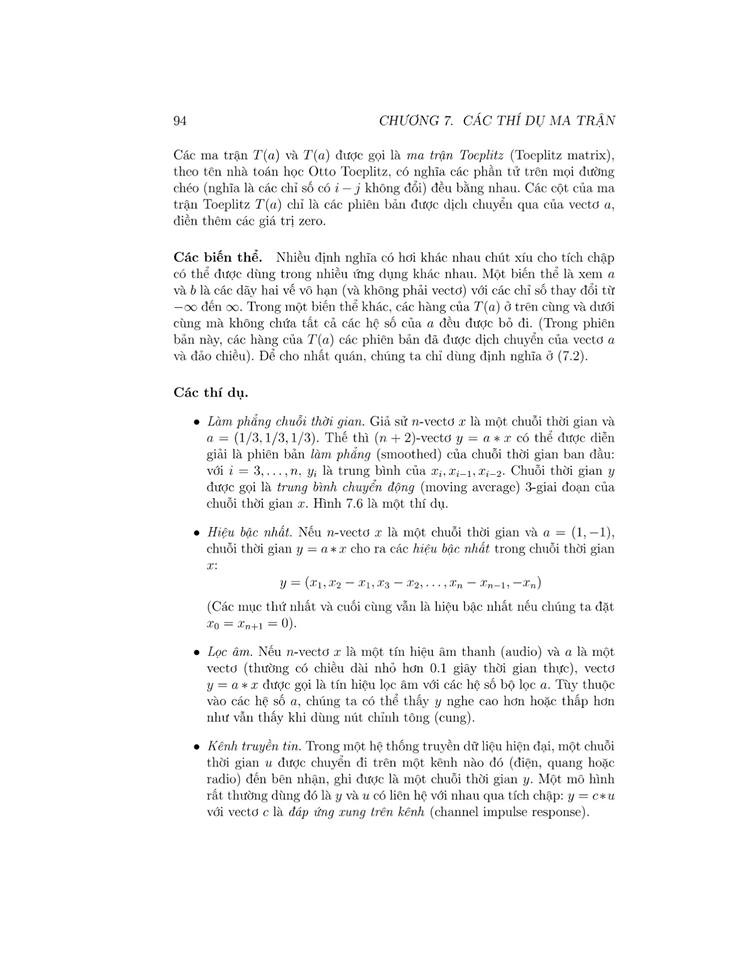 94 CHƯƠNG 7. CÁC THÍ DỤ MA TRẬN
Các ma trận T(a) và T(a) được gọi là ma trận Toeplitz (Toeplitz matrix),
theo tên nhà toán học Otto Toeplitz, có nghĩa các phần tử trên mọi đường
chéo (nghĩa là các chỉ số có i − j không đổi) đều bằng nhau. Các cột của ma
trận Toeplitz T(a) chỉ là các phiên bản được dịch chuyển qua của vectơ a,
điền thêm các giá trị zero.
Các biến thể. Nhiều định nghĩa có hơi khác nhau chút xíu cho tích chập
có thể được dùng trong nhiều ứng dụng khác nhau. Một biến thể là xem a
và b là các dãy hai vế vô hạn (và không phải vectơ) với các chỉ số thay đổi từ
−∞ đến ∞. Trong một biến thể khác, các hàng của T(a) ở trên cùng và dưới
cùng mà không chứa tất cả các hệ số của a đều được bỏ đi. (Trong phiên
bản này, các hàng của T(a) các phiên bản đã được dịch chuyển của vectơ a
và đảo chiều). Để cho nhất quán, chúng ta chỉ dùng định nghĩa ở (7.2).
Các thí dụ.
• Làm phẳng chuỗi thời gian. Giả sử n-vectơ x là một chuỗi thời gian và
a = (1/3, 1/3, 1/3). Thế thì (n + 2)-vectơ y = a ∗ x có thể được diễn
giải là phiên bản làm phẳng (smoothed) của chuỗi thời gian ban đầu:
với i = 3, . . . , n, yᵢ là trung bình của xᵢ, xᵢ₋₁, xᵢ₋₂. Chuỗi thời gian y
được gọi là trung bình chuyển động (moving average) 3-giai đoạn của
chuỗi thời gian x. Hình 7.6 là một thí dụ.
• Hiệu bậc nhất. Nếu n-vectơ x là một chuỗi thời gian và a = (1, −1),
chuỗi thời gian y = a ∗ x cho ra các hiệu bậc nhất trong chuỗi thời gian
x:
y = (x₁, x₂ − x₁, x₃ − x₂, . . . , xₙ − xₙ₋₁, −xₙ)
(Các mục thứ nhất và cuối cùng vẫn là hiệu bậc nhất nếu chúng ta đặt
x₀ = xₙ₊₁ = 0).
• Lọc âm. Nếu n-vectơ x là một tín hiệu âm thanh (audio) và a là một
vectơ (thường có chiều dài nhỏ hơn 0.1 giây thời gian thực), vectơ
y = a ∗ x được gọi là tín hiệu lọc âm với các hệ số bộ lọc a. Tùy thuộc
vào các hệ số a, chúng ta có thể thấy y nghe cao hơn hoặc thấp hơn
như vẫn thấy khi dùng nút chỉnh tông (cung).
• Kênh truyền tin. Trong một hệ thống truyền dữ liệu hiện đại, một chuỗi
thời gian u được chuyển đi trên một kênh nào đó (điện, quang hoặc
radio) đến bên nhận, ghi được là một chuỗi thời gian y. Một mô hình
rất thường dùng đó là y và u có liên hệ với nhau qua tích chập: y = c∗u
với vectơ c là đáp ứng xung trên kênh (channel impulse response).